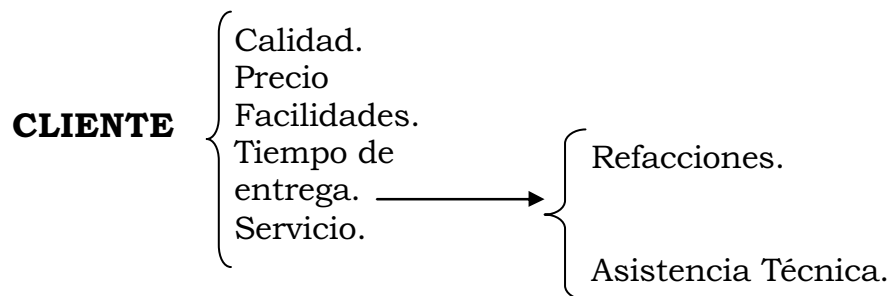 CLIENTE
Calidad.
Precio
Facilidades.
Tiempo de
entrega.
Servicio.
Refacciones.
Asistencia Técnica.